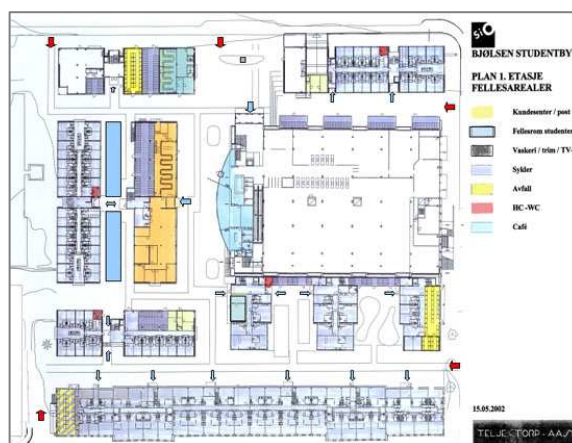 SiO
BJØLSEN STUDENTBY
PLAN 1. ETASJE
FELLESAREALER
Kundesenter / post
Fellesrom studenter
Vaskeri / trim / TV
Sykler
Avfall
HC -WC
Café
15.05.2002
TELJE-TORP-AASEN